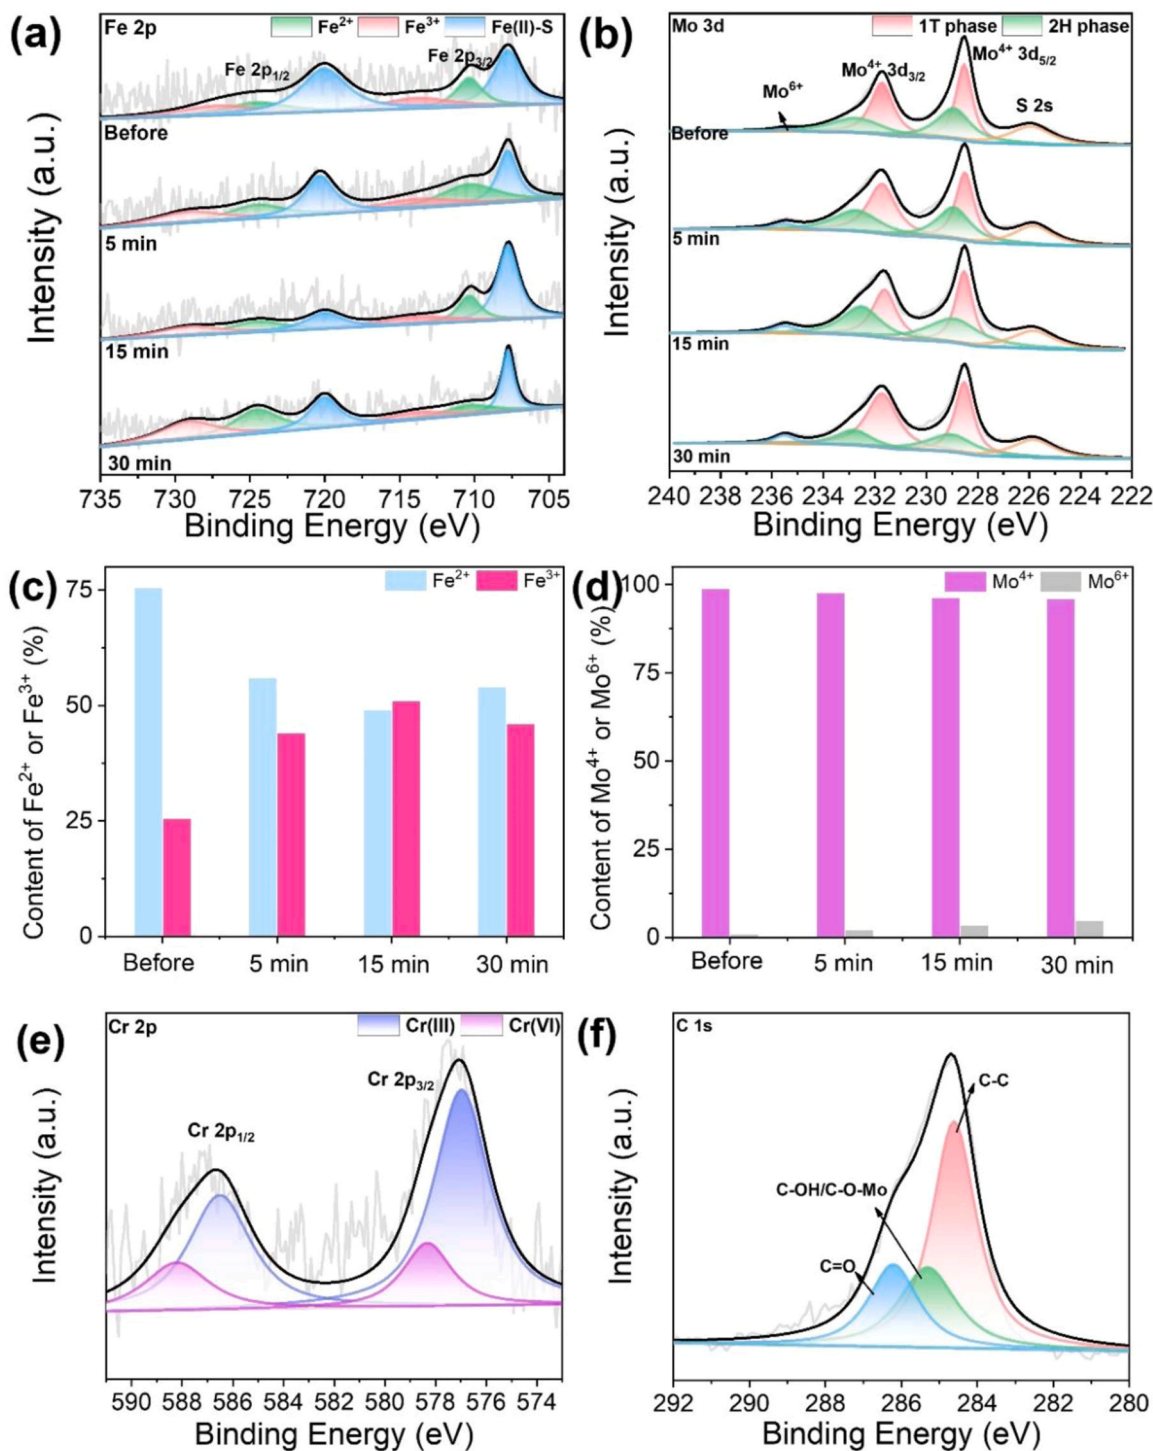 (a)
Fe 2p
Fe²⁺
Fe³⁺
Fe(II)-S
Fe 2p₁/₂
Fe 2p₃/₂
Before
5 min
15 min
30 min
Intensity (a.u.)
735 730 725 720 715 710 705
Binding Energy (eV)
(b)
Mo 3d
1T phase
2H phase
Mo⁶⁺
Mo⁴⁺ 3d₃/₂
Mo⁴⁺ 3d₅/₂
S 2s
Before
5 min
15 min
30 min
Intensity (a.u.)
240 238 236 234 232 230 228 226 224 222
Binding Energy (eV)
(c)
Fe²⁺
Fe³⁺
75
50
25
0
Content of Fe²⁺ or Fe³⁺ (%)
Before 5 min 15 min 30 min
(d)
Mo⁴⁺
Mo⁶⁺
100
75
50
25
0
Content of Mo⁴⁺ or Mo⁶⁺ (%)
Before 5 min 15 min 30 min
(e)
Cr 2p
Cr(III)
Cr(VI)
Cr 2p₁/₂
Cr 2p₃/₂
Intensity (a.u.)
590 588 586 584 582 580 578 576 574
Binding Energy (eV)
(f)
C 1s
C-C
C-OH/C-O-Mo
C=O
Intensity (a.u.)
292 290 288 286 284 282 280
Binding Energy (eV)